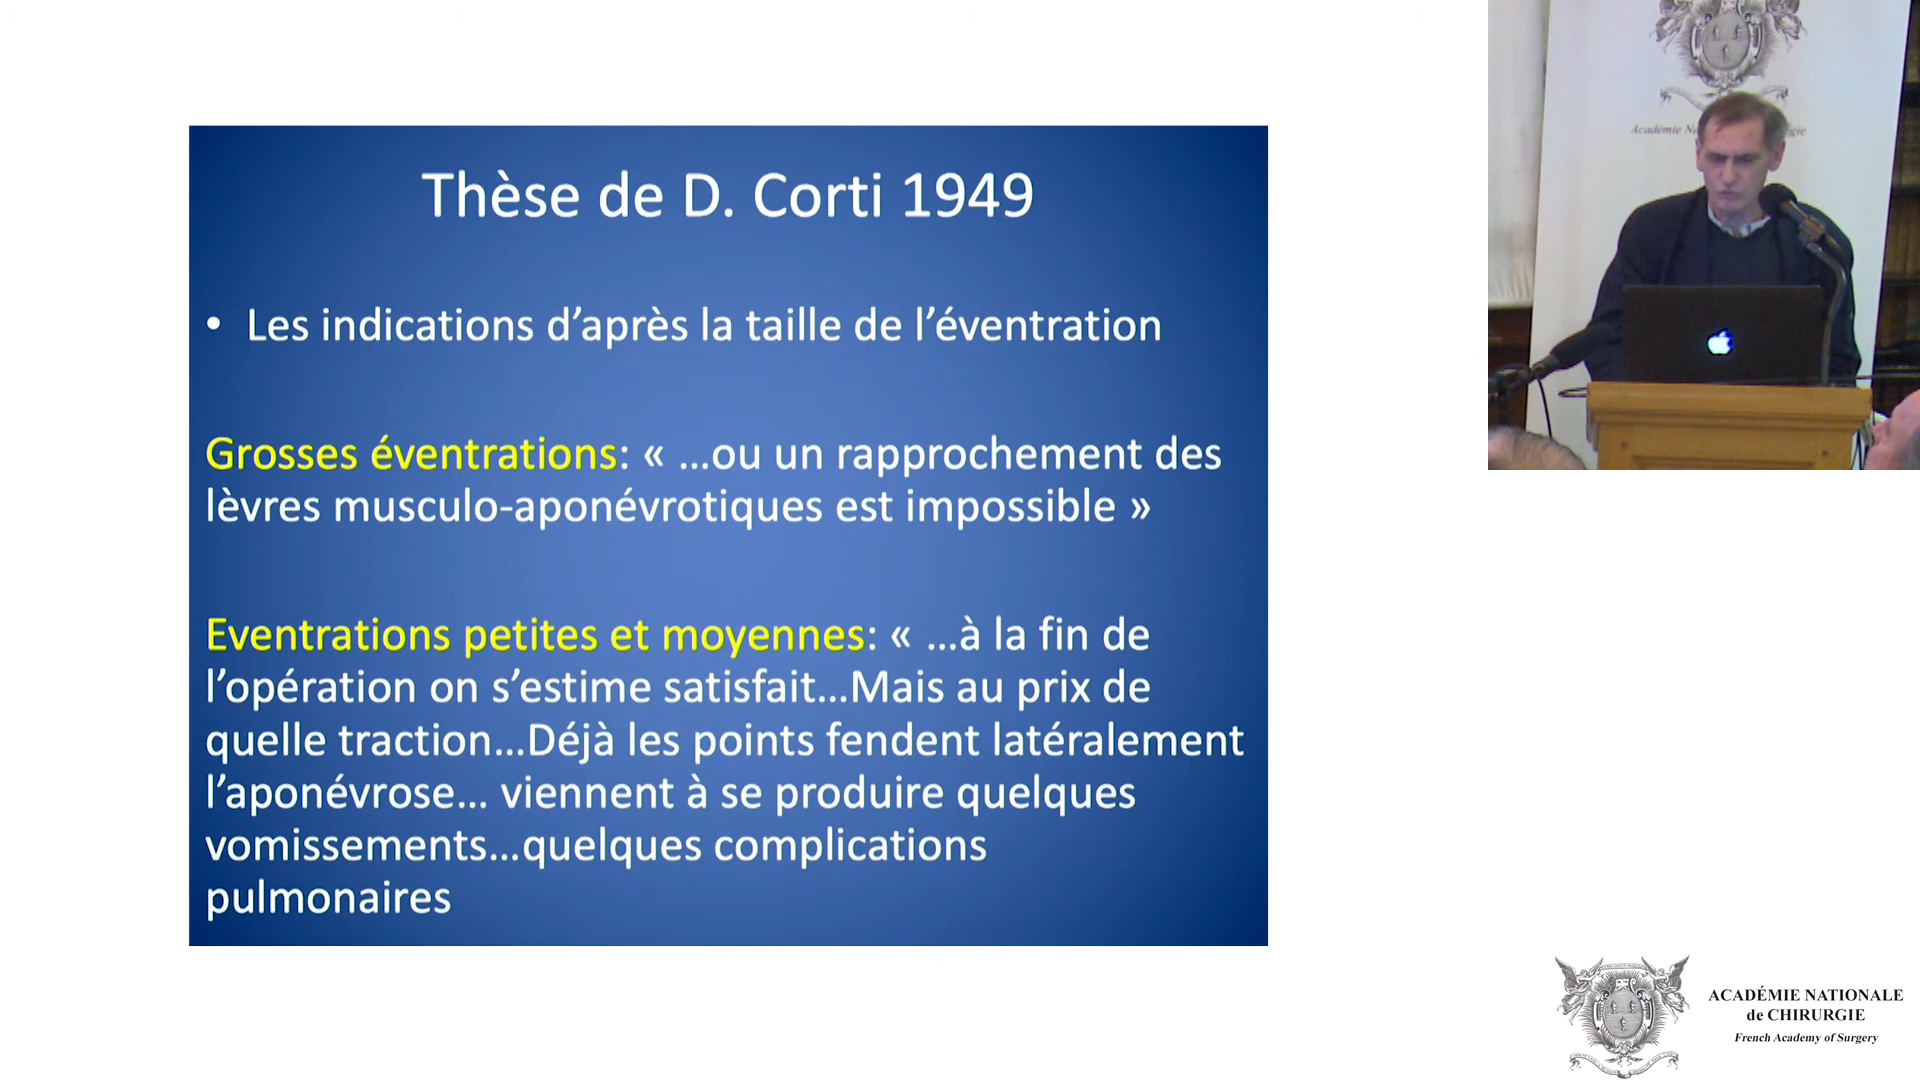 Thèse de D. Corti 1949
• Les indications d’après la taille de l’éventration
Grosses éventrations: « …ou un rapprochement des
lèvres musculo-aponévrotiques est impossible »
Eventrations petites et moyennes: « …à la fin de
l’opération on s’estime satisfait…Mais au prix de
quelle traction…Déjà les points fendent latéralement
l’aponévrose… viennent à se produire quelques
vomissements…quelques complications
pulmonaires
Académie
ACADÉMIE NATIONALE
de CHIRURGIE
French Academy of Surgery